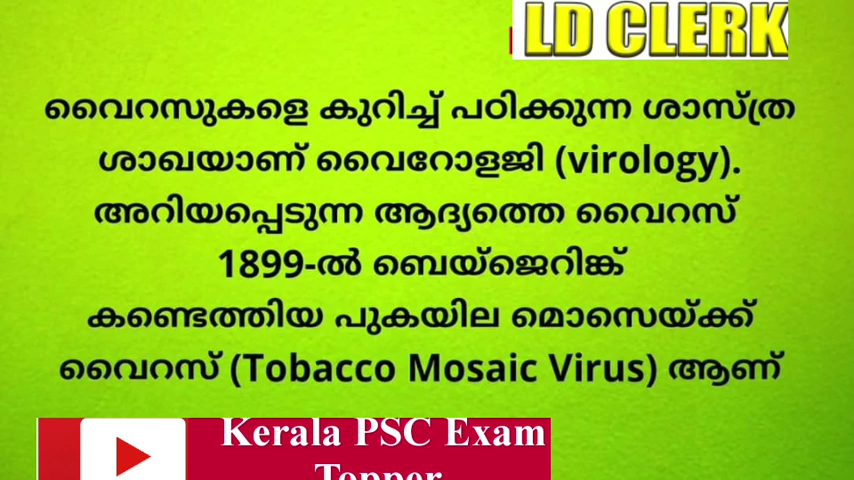 LD CLERK
വൈറസുകളെ കുറിച്ച് പഠിക്കുന്ന ശാസ്ത്ര
ശാഖയാണ് വൈറോളജി (virology).
അറിയപ്പെടുന്ന ആദ്യത്തെ വൈറസ്
1899-ൽ ബെയ്ജെറിങ്ക്
കണ്ടെത്തിയ പുകയില മൊസെയ്ക്ക്
വൈറസ് (Tobacco Mosaic Virus) ആണ്
Kerala PSC Exam
Topper